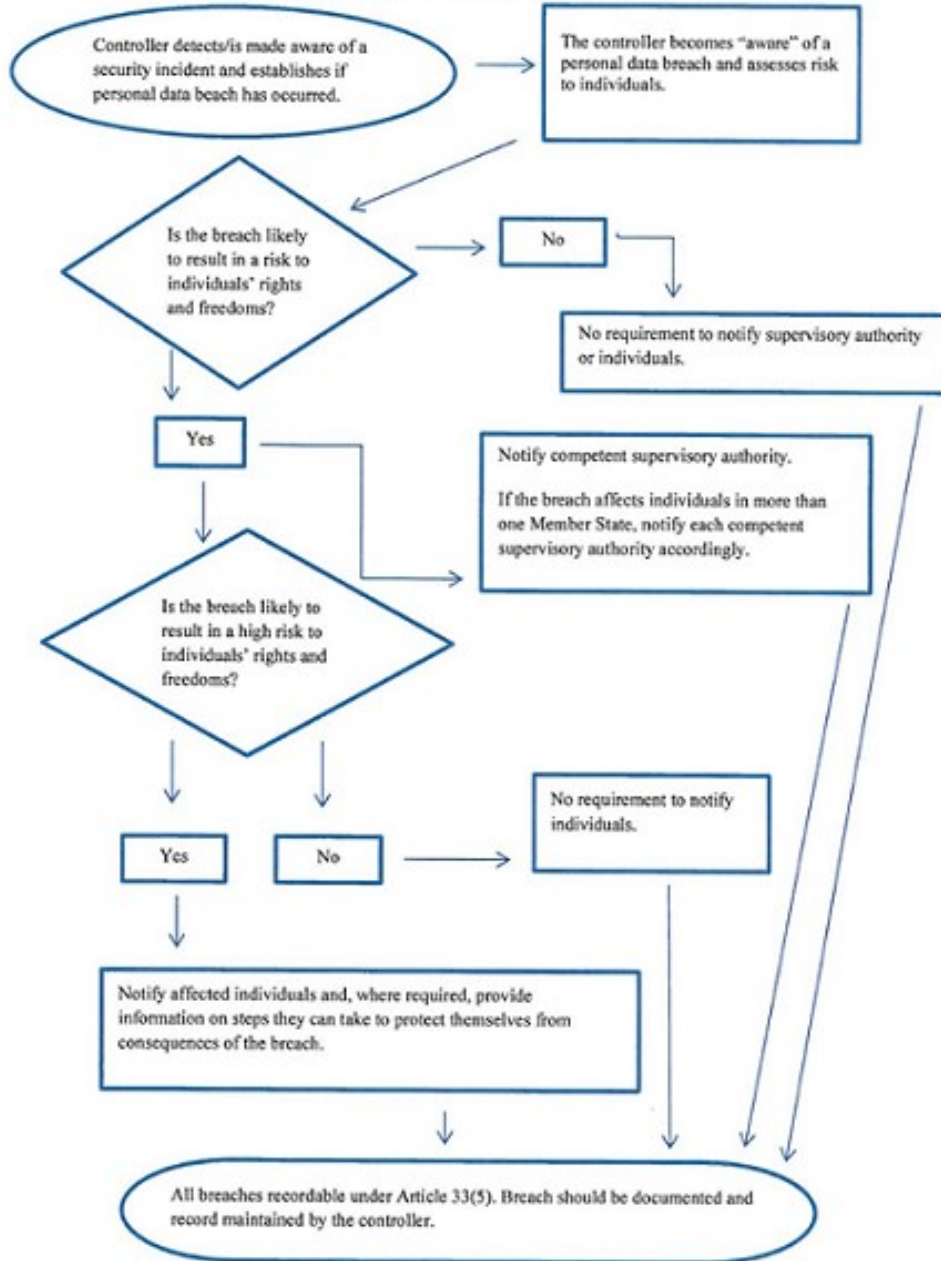 Controller detects/is made aware of a
security incident and establishes if
personal data beach has occurred.
The controller becomes “aware” of a
personal data breach and assesses risk
to individuals.
Is the breach likely
to result in a risk to
individuals’ rights
and freedoms?
No
No requirement to notify supervisory authority
or individuals.
Yes
Notify competent supervisory authority.
If the breach affects individuals in more than
one Member State, notify each competent
supervisory authority accordingly.
Is the breach likely to
result in a high risk to
individuals’ rights and
freedoms?
Yes
No
No requirement to notify
individuals.
Notify affected individuals and, where required, provide
information on steps they can take to protect themselves from
consequences of the breach.
All breaches recordable under Article 33(5). Breach should be documented and
record maintained by the controller.